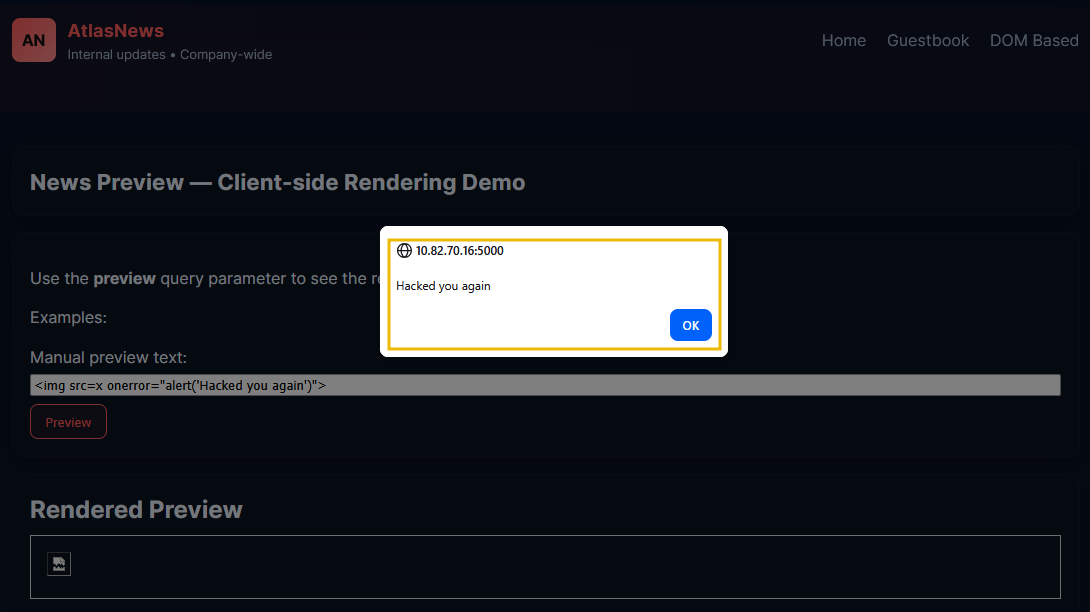 AN
AtlasNews
Internal updates • Company-wide
Home Guestbook DOM Based
News Preview — Client-side Rendering Demo
10.82.70.16:5000
Hacked you again
OK
Use the preview query parameter to see the
Examples:
Manual preview text:
<img src=x onerror="alert('Hacked you again')">
Preview
Rendered Preview